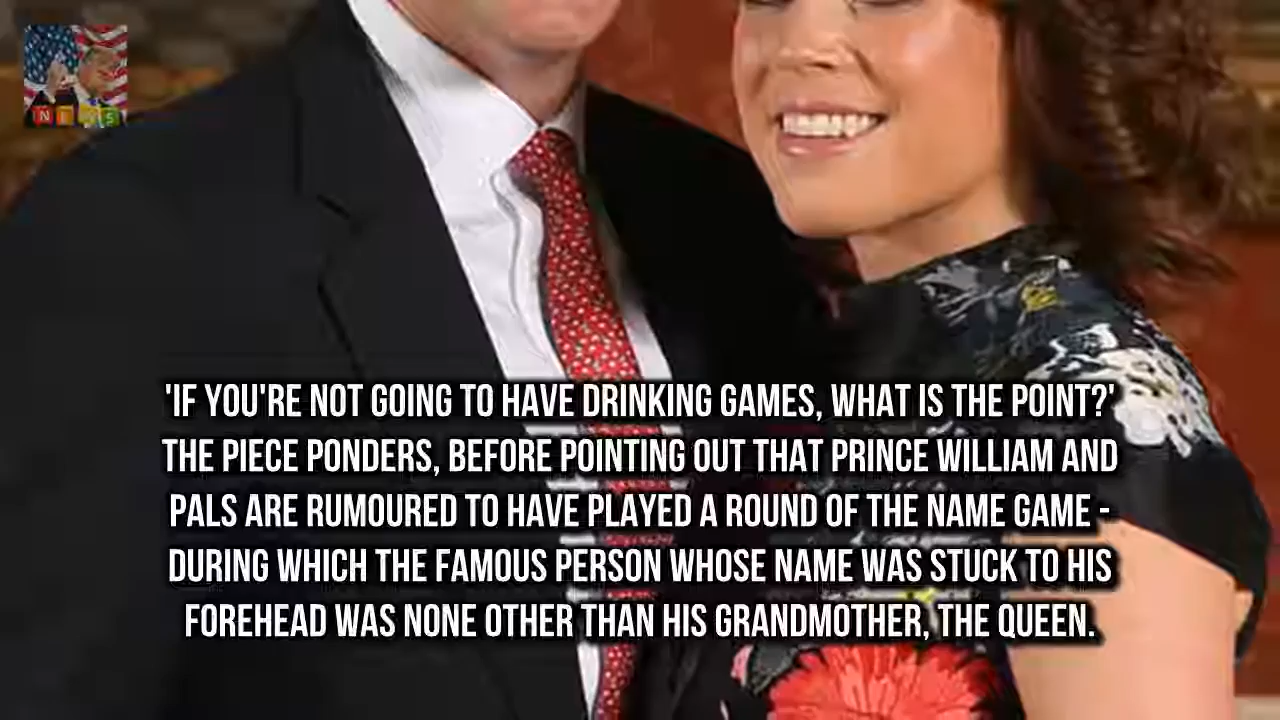 NEWS
'IF YOU'RE NOT GOING TO HAVE DRINKING GAMES, WHAT IS THE POINT?'
THE PIECE PONDERS, BEFORE POINTING OUT THAT PRINCE WILLIAM AND
PALS ARE RUMOURED TO HAVE PLAYED A ROUND OF THE NAME GAME -
DURING WHICH THE FAMOUS PERSON WHOSE NAME WAS STUCK TO HIS
FOREHEAD WAS NONE OTHER THAN HIS GRANDMOTHER, THE QUEEN.